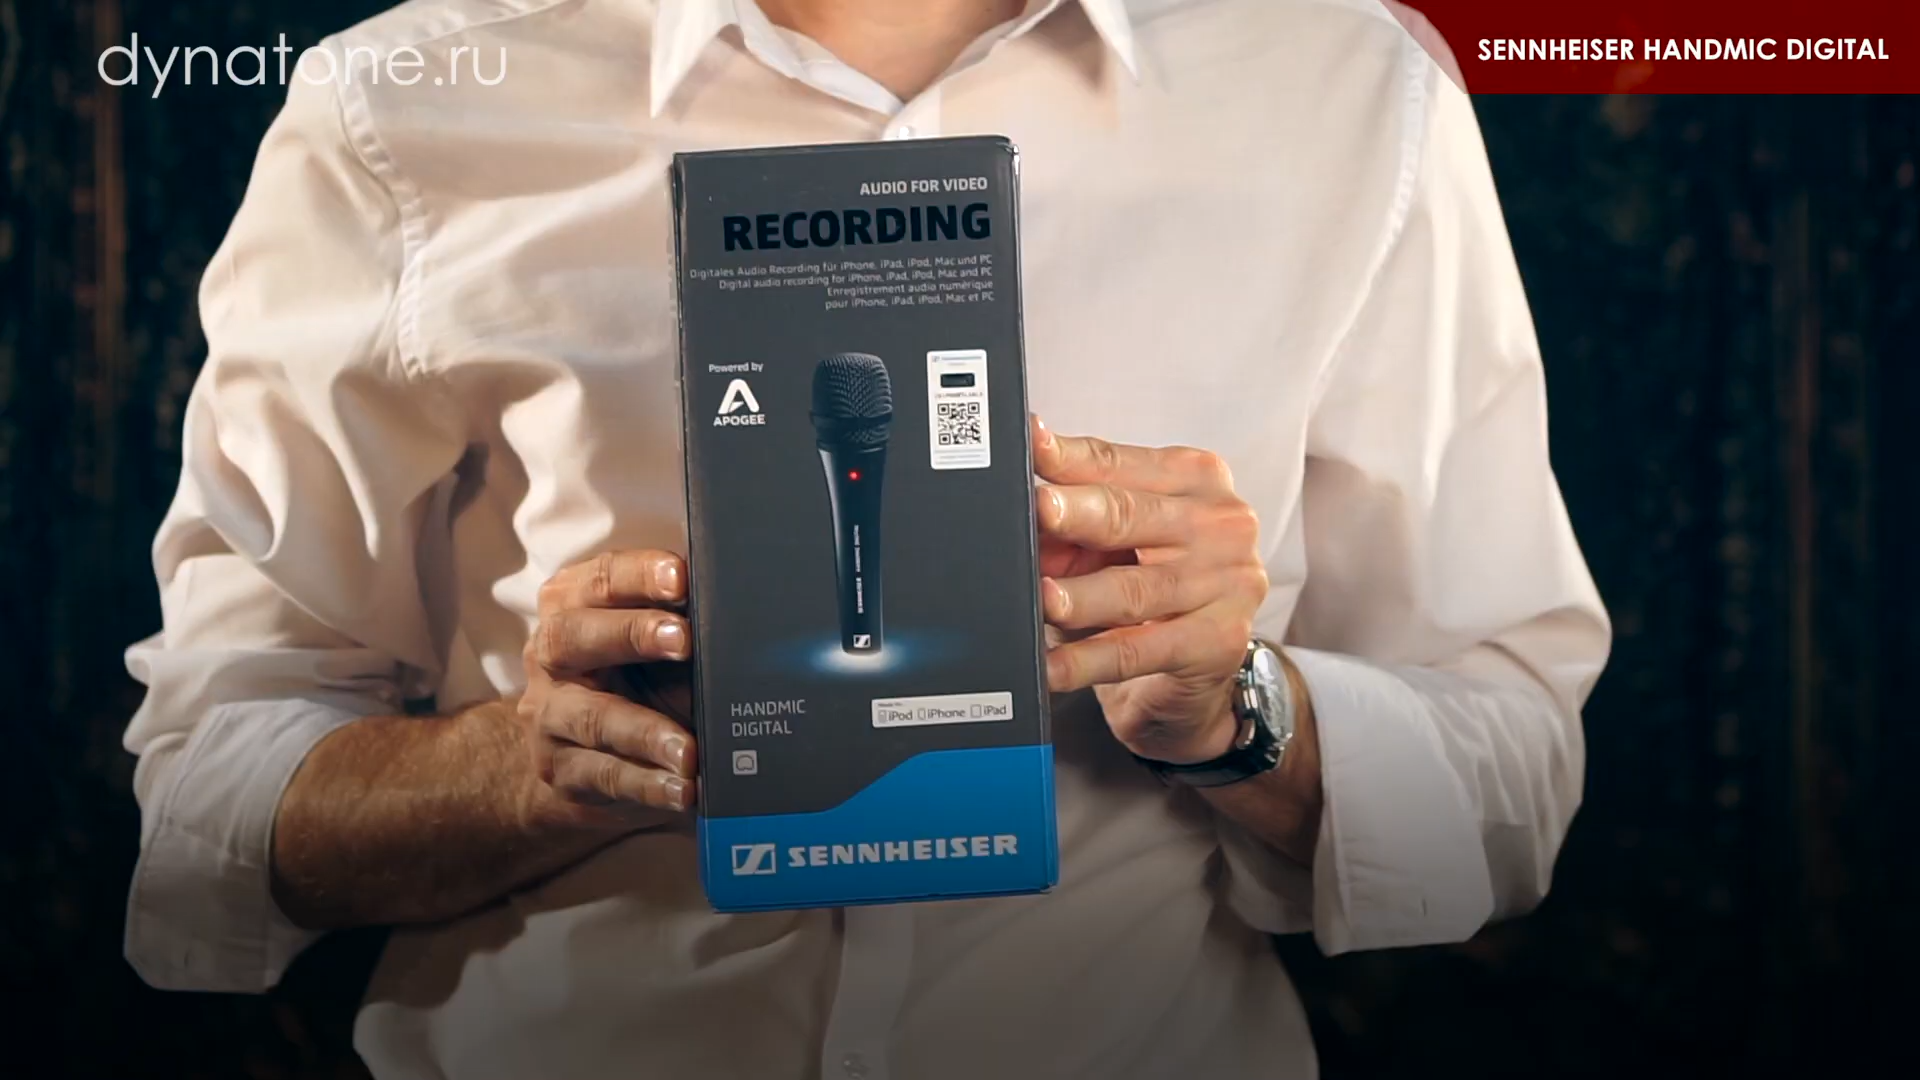 dynatone.ru
SENNHEISER HANDMIC DIGITAL
AUDIO FOR VIDEO
RECORDING
Digitales Audio Recording für iPhone, iPad, iPod, Mac und PC
Digital audio recording for iPhone, iPad, iPod, Mac and PC
Enregistrement audio numérique
pour iPhone, iPad, iPod, Mac et PC
Powered by
APOGEE
HANDMIC
DIGITAL
Made for
iPod iPhone iPad
SENNHEISER